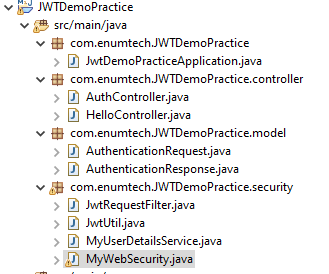 JWTDemoPractice
src/main/java
com.enumtech.JWTDemoPractice
JwtDemoPracticeApplication.java
com.enumtech.JWTDemoPractice.controller
AuthController.java
HelloController.java
com.enumtech.JWTDemoPractice.model
AuthenticationRequest.java
AuthenticationResponse.java
com.enumtech.JWTDemoPractice.security
JwtRequestFilter.java
JwtUtil.java
MyUserDetailsService.java
MyWebSecurity.java